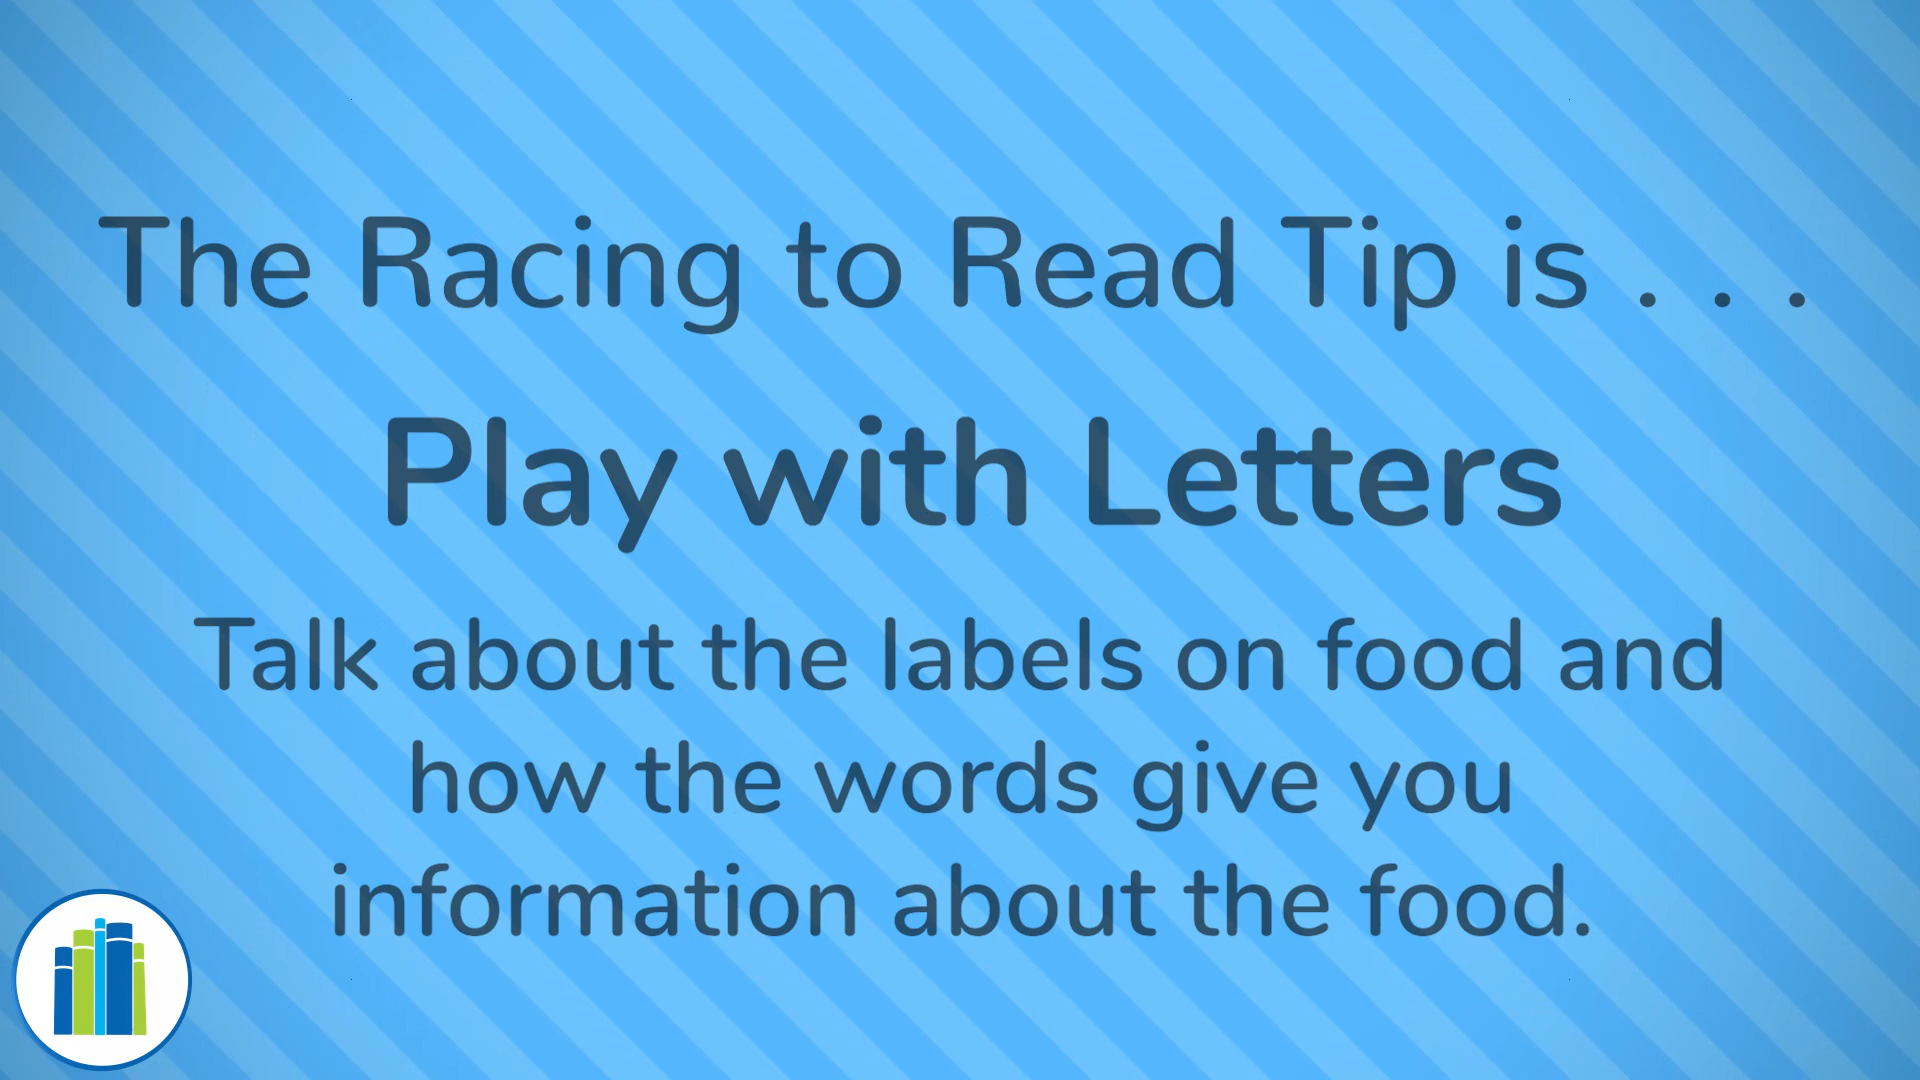 The Racing to Read Tip is . . .
Play with Letters
Talk about the labels on food and
how the words give you
information about the food.